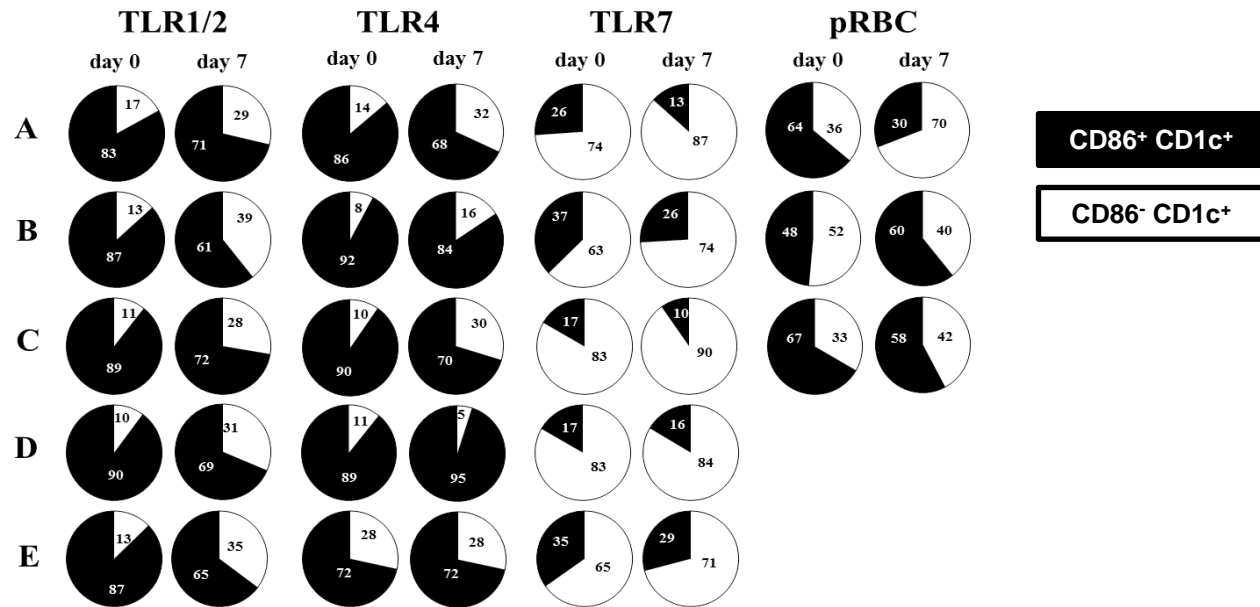 TLR1/2 TLR4 TLR7 pRBC
day 0 day 7 day 0 day 7 day 0 day 7 day 0 day 7
A 17 83 29 71 14 86 32 68 26 74 13 87 64 36 30 70
B 13 87 39 61 8 92 16 84 37 63 26 74 48 52 60 40
C 11 89 28 72 10 90 30 70 17 83 10 90 67 33 58 42
D 10 90 31 69 11 89 5 95 17 83 16 84
E 13 87 35 65 28 72 28 72 35 65 29 71
CD86⁺ CD1c⁺
CD86⁻ CD1c⁺